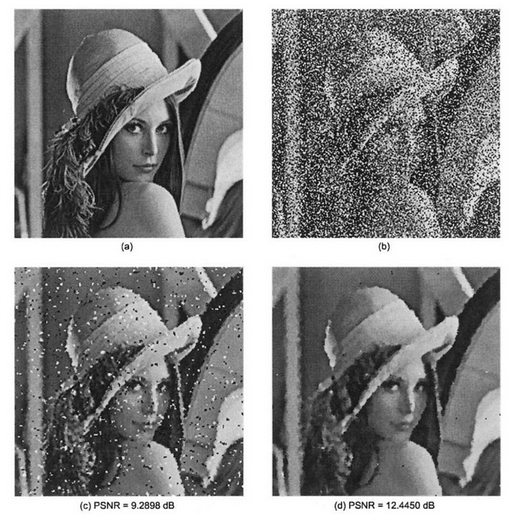 (a)
(b)
(c) PSNR = 9.2898 dB
(d) PSNR = 12.4450 dB